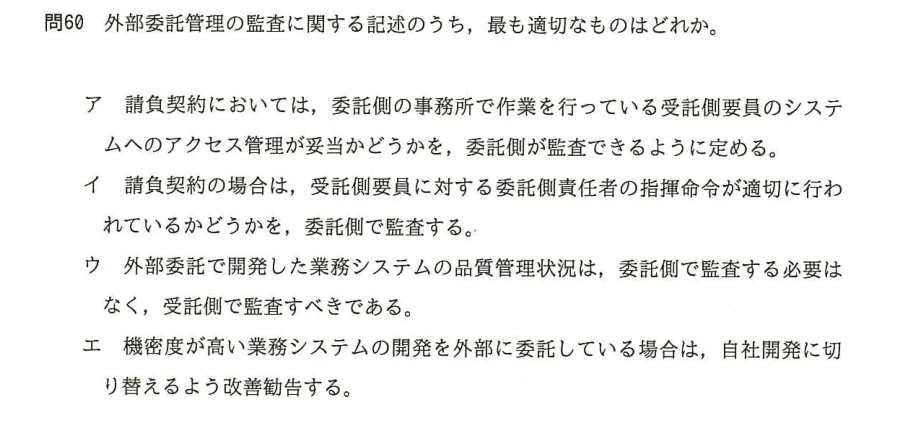 問60 外部委託管理の監査に関する記述のうち，最も適切なものはどれか。
ア 請負契約においては，委託側の事務所で作業を行っている受託側要員のシステ
ムへのアクセス管理が妥当かどうかを，委託側が監査できるように定める。
イ 請負契約の場合は，受託側要員に対する委託側責任者の指揮命令が適切に行わ
れているかどうかを，委託側で監査する。
ウ 外部委託で開発した業務システムの品質管理状況は，委託側で監査する必要は
なく，受託側で監査すべきである。
エ 機密度が高い業務システムの開発を外部に委託している場合は，自社開発に切
り替えるよう改善勧告する。